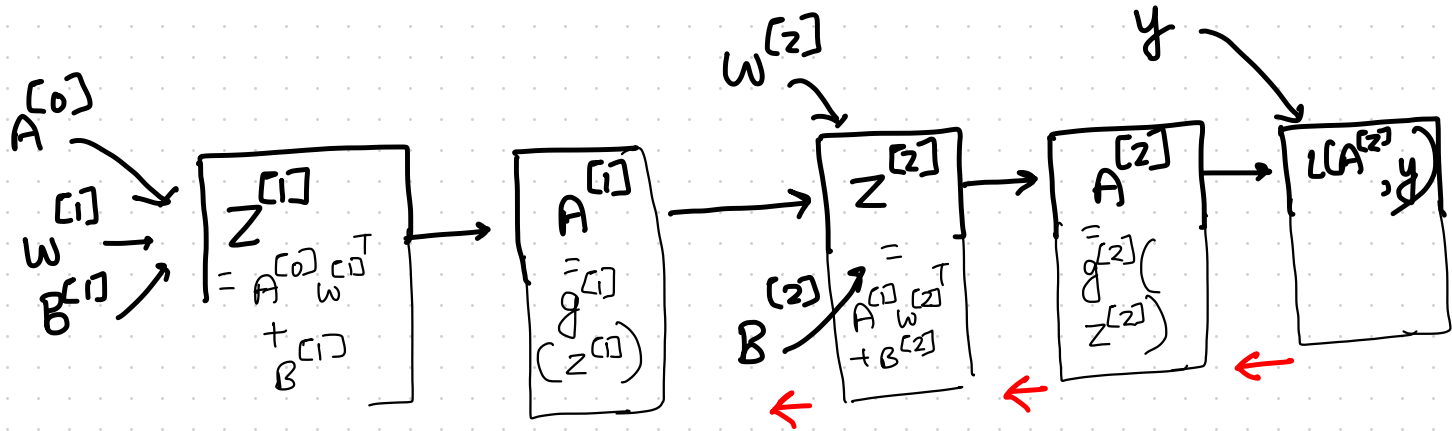 A^[0]
W^[1]
B^[1]
Z^[1]
= A^[0] W^[1]^T
+
B^[1]
A^[1]
=
g^[1]
(Z^[1])
W^[2]
B^[2]
Z^[2]
=
A^[1] W^[2]^T
+ B^[2]
A^[2]
=
g^[2](
Z^[2])
y
L(A^[2]
, y)